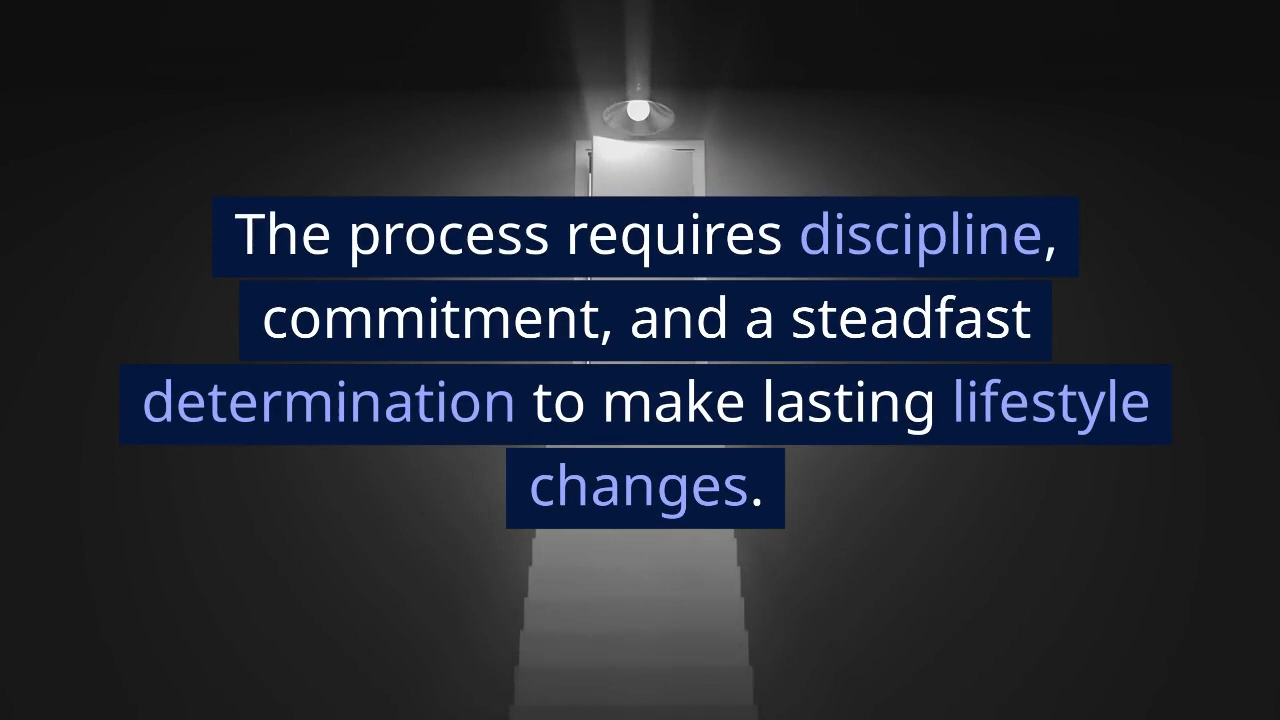 The process requires discipline,
commitment, and a steadfast
determination to make lasting lifestyle
changes.